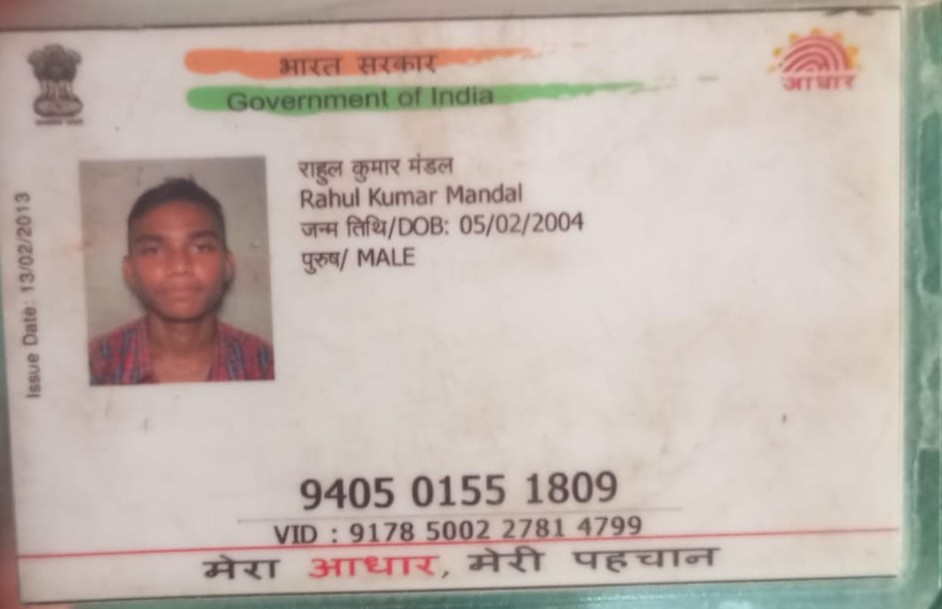 भारत सरकार
Government of India
आधार
Issue Date: 13/02/2013
राहुल कुमार मंडल
Rahul Kumar Mandal
जन्म तिथि/DOB: 05/02/2004
पुरुष/ MALE
9405 0155 1809
VID : 9178 5002 2781 4799
मेरा आधार, मेरी पहचान